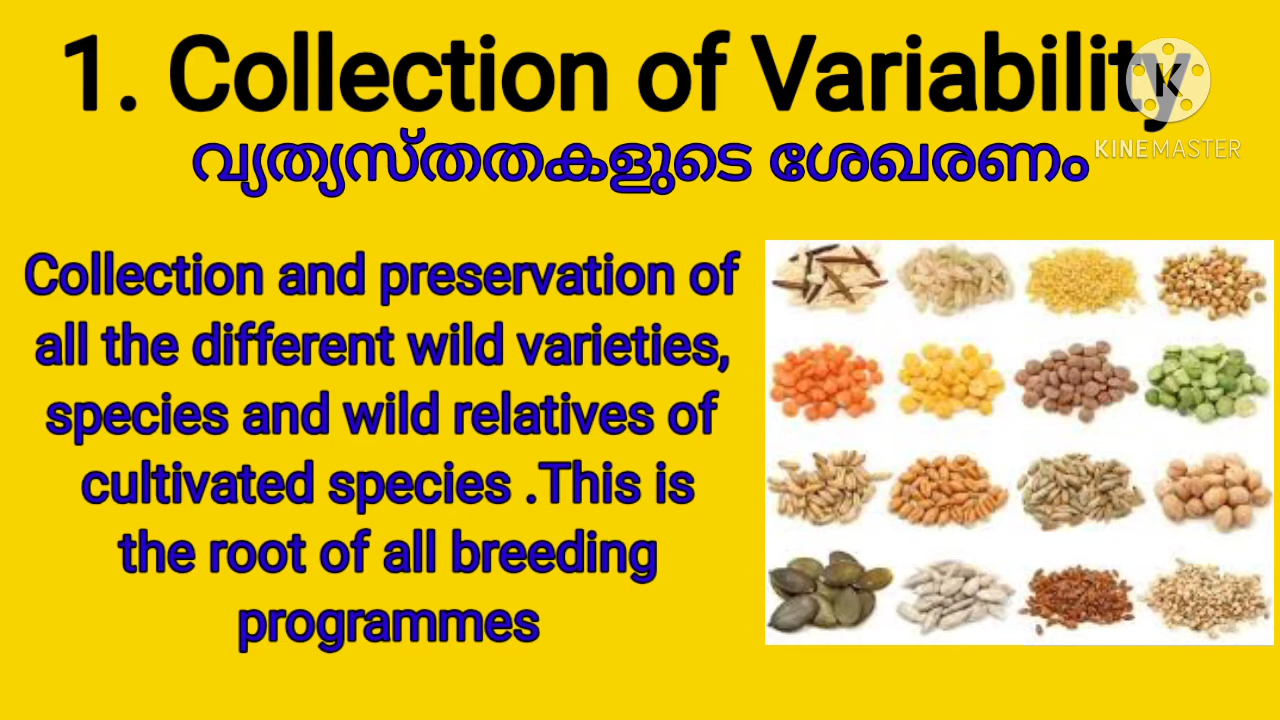 1. Collection of Variability
വ്യത്യസ്തതകളുടെ ശേഖരണം
KINEMASTER
Collection and preservation of
all the different wild varieties,
species and wild relatives of
cultivated species .This is
the root of all breeding
programmes